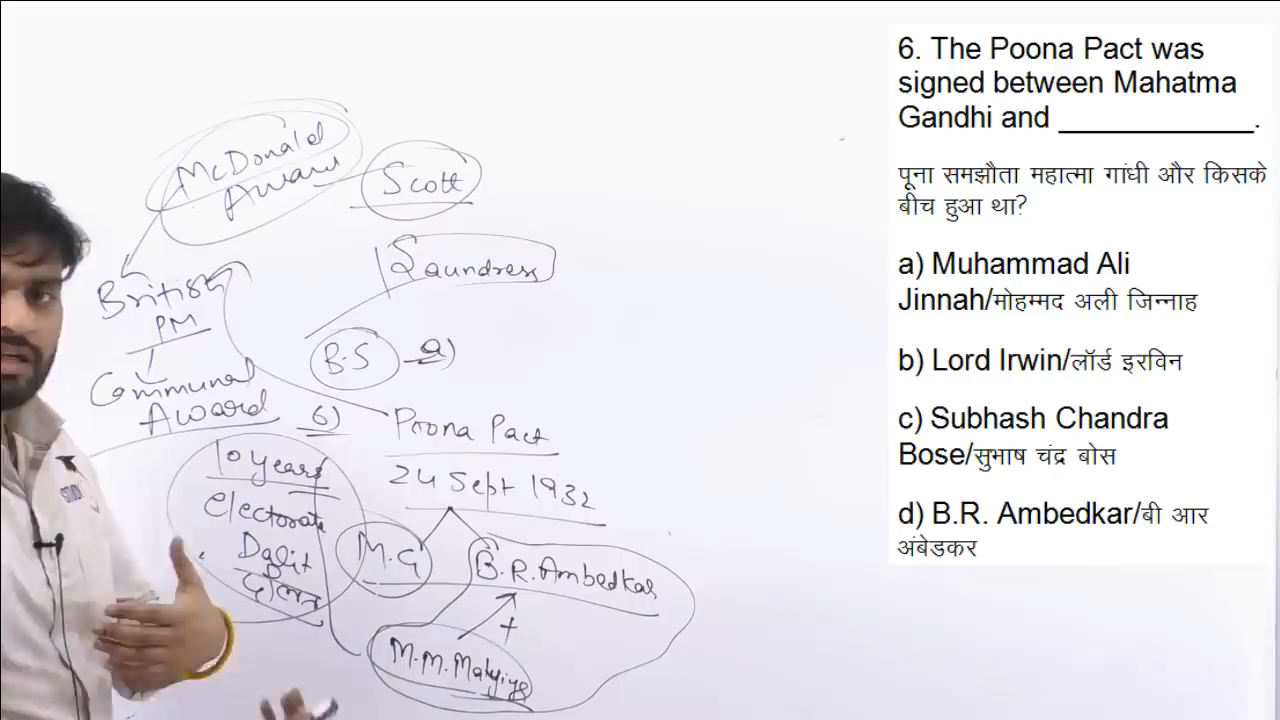 McDonald
Award
Scott
Saundress
British
PM
Communal
Award
B.S a)
6) Poona Pact
24 Sept 1932
10 years
electorate
Dalit
दलित
M.G
B.R. Ambedkar
+
6. The Poona Pact was
signed between Mahatma
Gandhi and ____________.
पूना समझौता महात्मा गांधी और किसके
बीच हुआ था?
a) Muhammad Ali
Jinnah/मोहम्मद अली जिन्नाह
b) Lord Irwin/लॉर्ड इरविन
c) Subhash Chandra
Bose/सुभाष चंद्र बोस
d) B.R. Ambedkar/बी आर
अंबेडकर